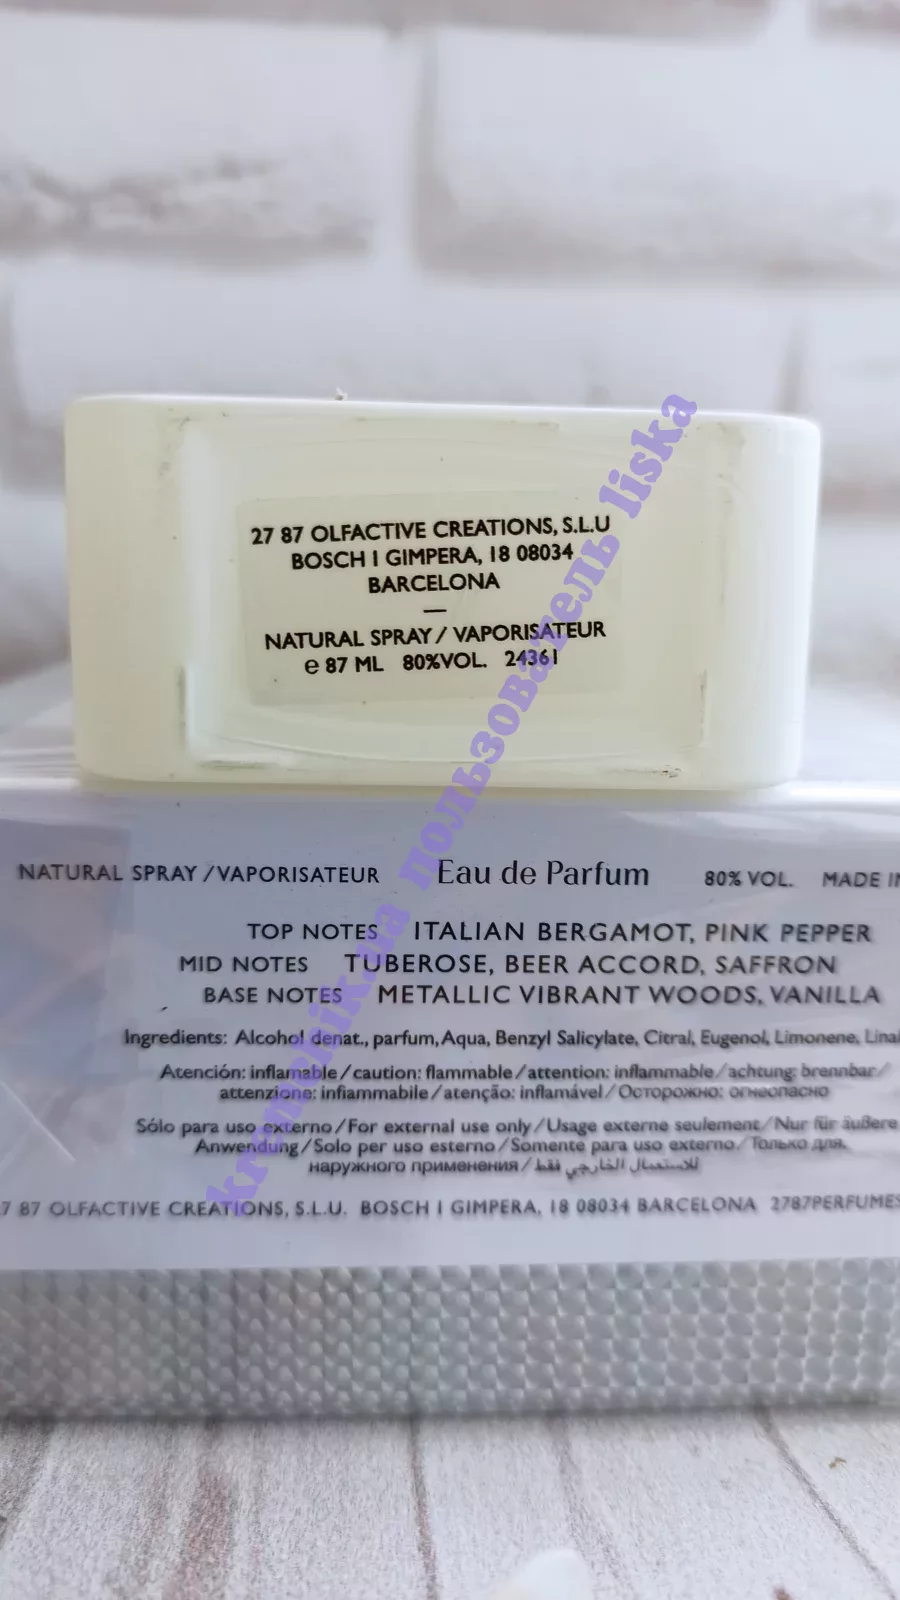 27 87 OLFACTIVE CREATIONS, S.L.U
BOSCH I GIMPERA, 18 08034
BARCELONA
—
NATURAL SPRAY / VAPORISATEUR
℮ 87 ML 80%VOL. 24361
NATURAL SPRAY / VAPORISATEUR Eau de Parfum 80% VOL. MADE IN
TOP NOTES ITALIAN BERGAMOT, PINK PEPPER
MID NOTES TUBEROSE, BEER ACCORD, SAFFRON
BASE NOTES METALLIC VIBRANT WOODS, VANILLA
Ingredients: Alcohol denat., parfum, Aqua, Benzyl Salicylate, Citral, Eugenol, Limonene, Linal
Atención: inflamable / caution: flammable / attention: inflammable / achtung: brennbar /
attenzione: infiammabile / atenção: inflamável / Осторожно: огнеопасно
Sólo para uso externo / For external use only / Usage externe seulement / Nur für äußere
Anwendung / Solo per uso esterno / Somente para uso externo / Только для
наружного применения / للاستعمال الخارجي فقط
7 87 OLFACTIVE CREATIONS, S.L.U. BOSCH I GIMPERA, 18 08034 BARCELONA 2787PERFUMES
kremelnik.ua пользователь liska